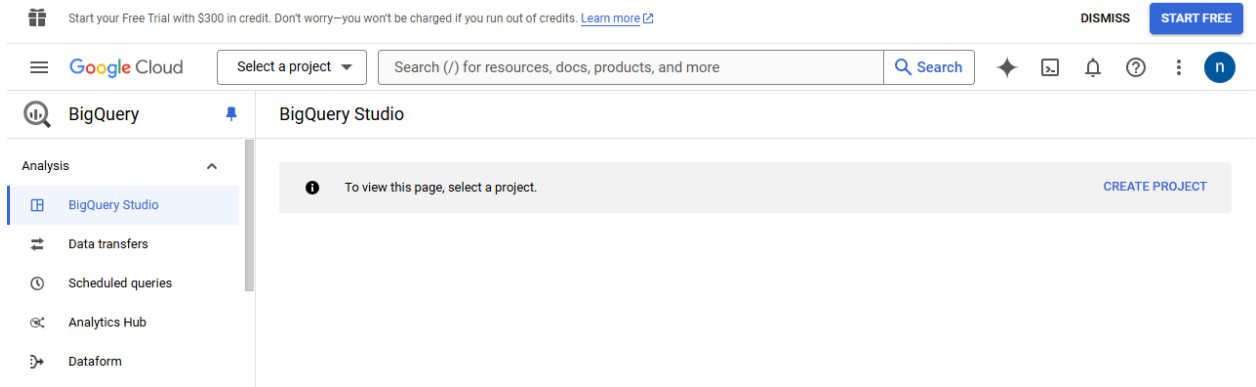 Start your Free Trial with $300 in credit. Don't worry—you won't be charged if you run out of credits. Learn more
DISMISS
START FREE
Google Cloud
Select a project
Search (/) for resources, docs, products, and more
Search
n
BigQuery
BigQuery Studio
Analysis
To view this page, select a project.
CREATE PROJECT
BigQuery Studio
Data transfers
Scheduled queries
Analytics Hub
Dataform